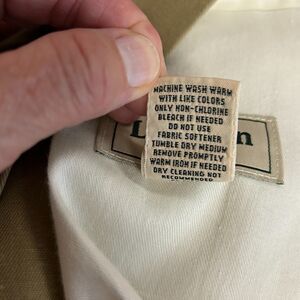 MACHINE WASH WARM
WITH LIKE COLORS
ONLY NON-CHLORINE
BLEACH IF NEEDED
DO NOT USE
FABRIC SOFTENER
TUMBLE DRY MEDIUM
REMOVE PROMPTLY
WARM IRON IF NEEDED
DRY CLEANING NOT
RECOMMENDED